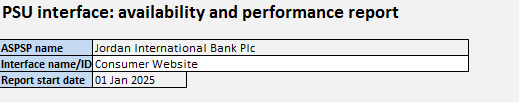 PSU interface: availability and performance report
ASPSP name Jordan International Bank Plc
Interface name/ID Consumer Website
Report start date 01 Jan 2025